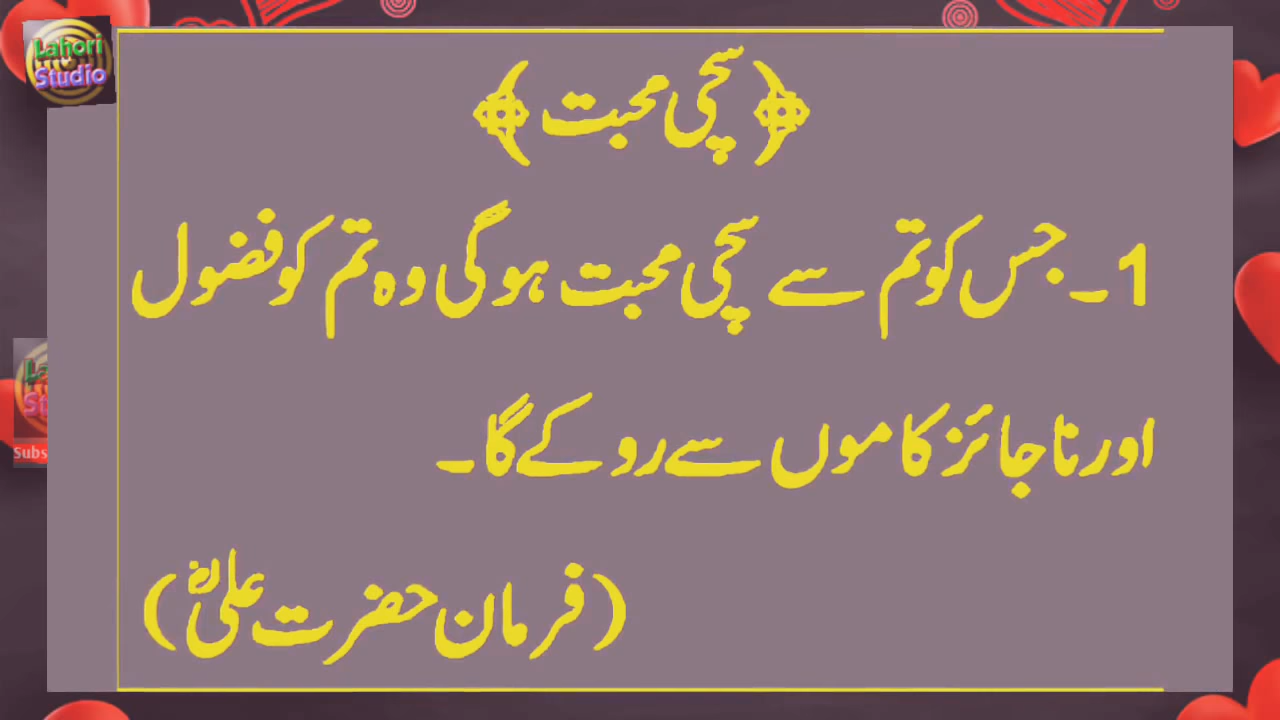 Lahori
Studio
﴿سچی محبت﴾
1۔جس کو تم سے سچی محبت ہوگی وہ تم کو فضول
اور ناجائز کاموں سے روکے گا۔
(فرمان حضرت علیؓ)
Subs